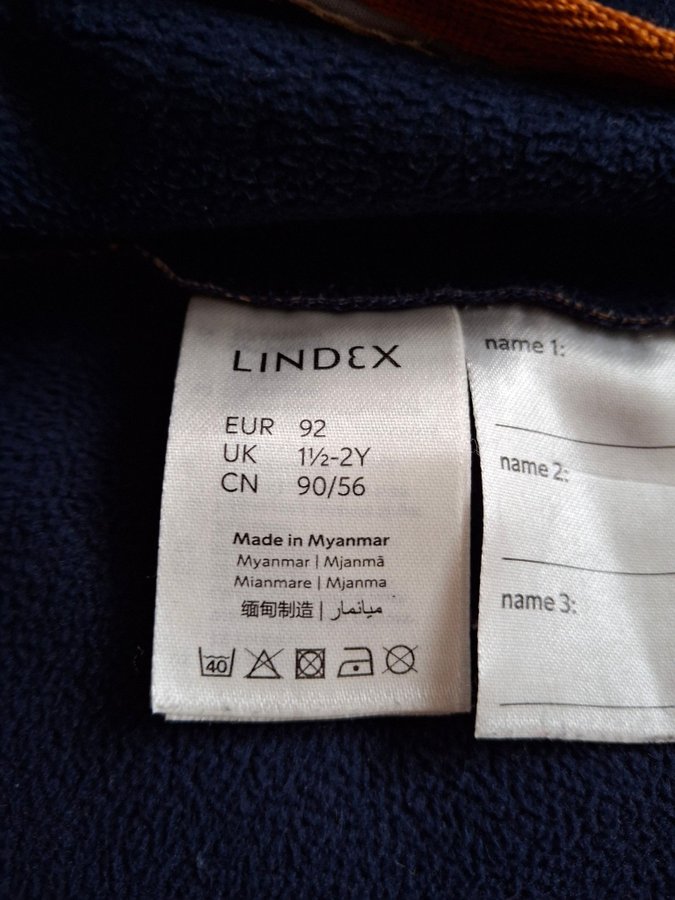 LINDEX
EUR 92
UK 1½-2Y
CN 90/56
Made in Myanmar
Myanmar | Mjanmā
Mianmare | Mjanma
缅甸制造 | ميانمار
40
name 1:
name 2:
name 3: